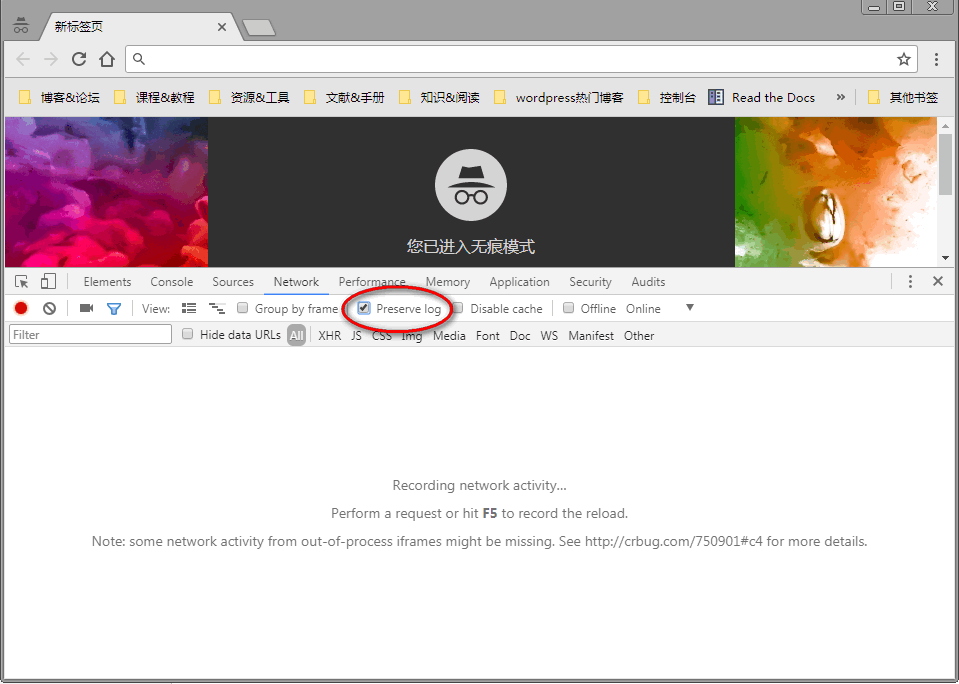 新标签页
博客&论坛 课程&教程 资源&工具 文献&手册 知识&阅读 wordpress热门博客 控制台 Read the Docs » 其他书签
您已进入无痕模式
Elements Console Sources Network Performance Memory Application Security Audits
View: Group by frame Preserve log Disable cache Offline Online
Filter Hide data URLs All XHR JS CSS Img Media Font Doc WS Manifest Other
Recording network activity...
Perform a request or hit F5 to record the reload.
Note: some network activity from out-of-process iframes might be missing. See http://crbug.com/750901#c4 for more details.